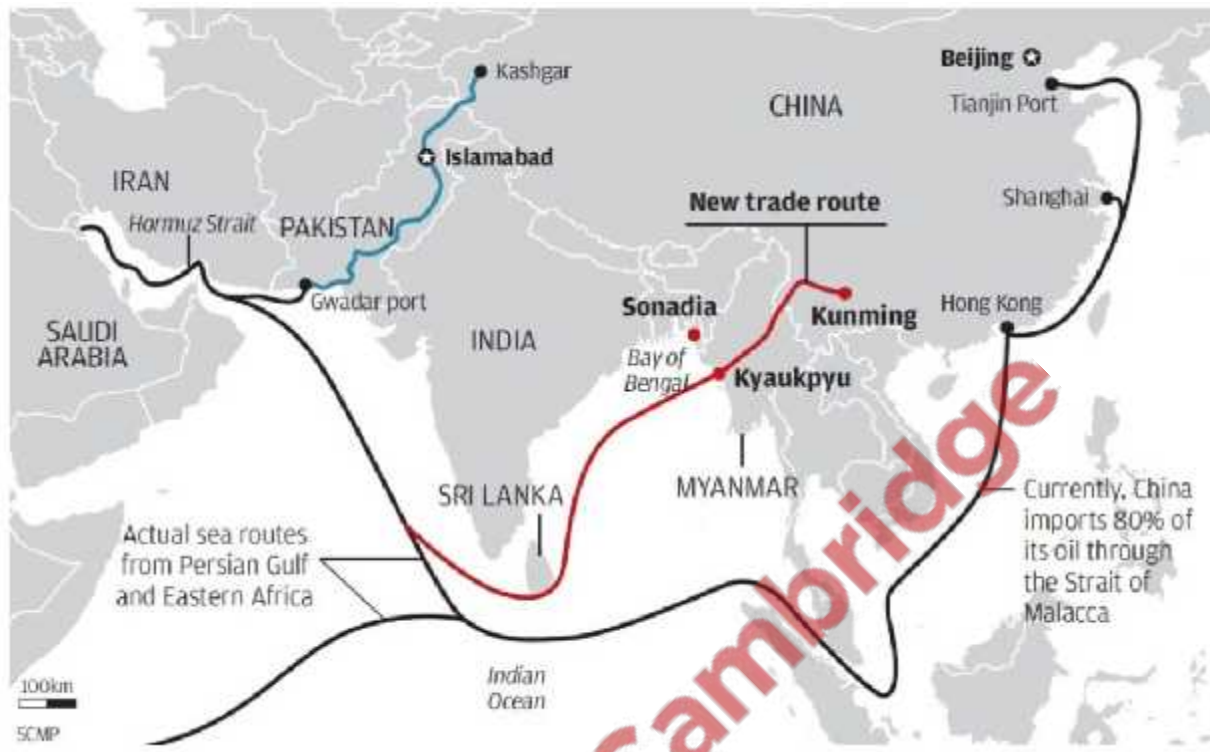 Beijing
Kashgar
Tianjin Port
CHINA
Islamabad
IRAN
New trade route
Shanghai
Hormuz Strait
PAKISTAN
Gwadar port
Sonadia
Kunming
Hong Kong
SAUDI
ARABIA
INDIA
Bay of
Bengal
Kyaukpyu
SRI LANKA
MYANMAR
Currently, China
imports 80% of
its oil through
the Strait of
Malacca
Actual sea routes
from Persian Gulf
and Eastern Africa
Indian
Ocean
100km
SCMP
Cambridge